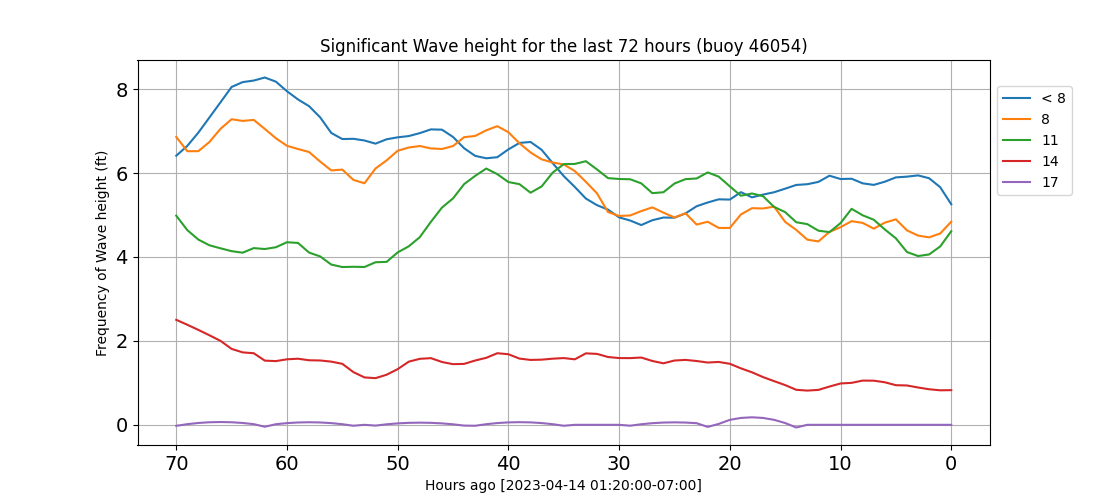 Significant Wave height for the last 72 hours (buoy 46054)
Frequency of Wave height (ft)
8
6
4
2
0
70 60 50 40 30 20 10 0
Hours ago [2023-04-14 01:20:00-07:00]
< 8
8
11
14
17